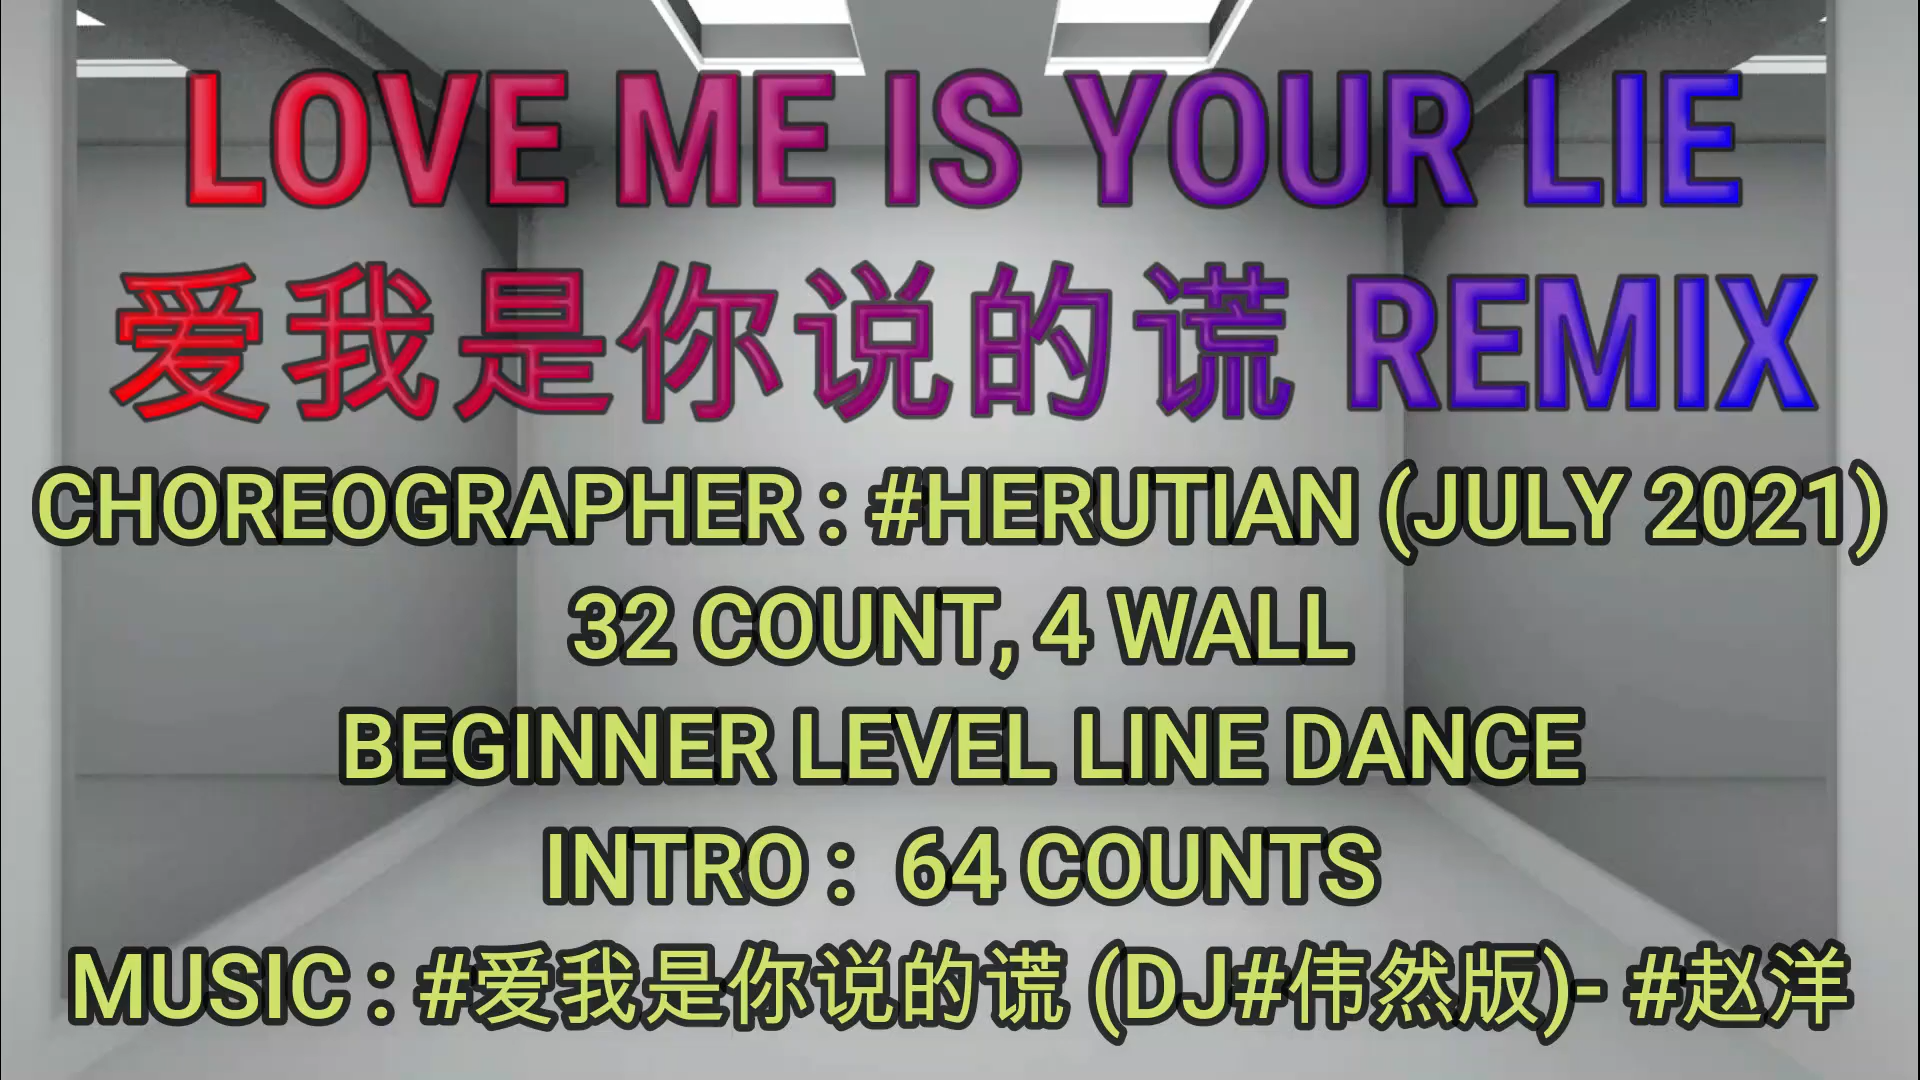 LOVE ME IS YOUR LIE
爱我是你说的谎 REMIX
CHOREOGRAPHER : #HERUTIAN (JULY 2021)
32 COUNT, 4 WALL
BEGINNER LEVEL LINE DANCE
INTRO : 64 COUNTS
MUSIC : #爱我是你说的谎 (DJ#伟然版)- #赵洋